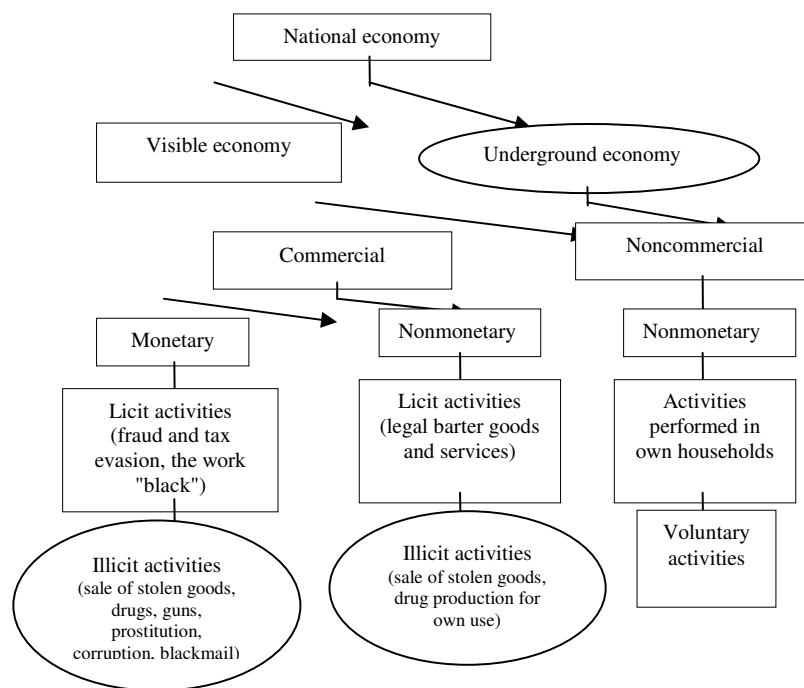 National economy
Visible economy
Underground economy
Noncommercial
Commercial
Monetary
Nonmonetary
Nonmonetary
Licit activities
(fraud and tax
evasion, the work
"black")
Licit activities
(legal barter goods
and services)
Activities
performed in
own households
Voluntary
activities
Illicit activities
(sale of stolen goods,
drugs, guns,
prostitution,
corruption, blackmail)
Illicit activities
(sale of stolen goods,
drug production for
own use)